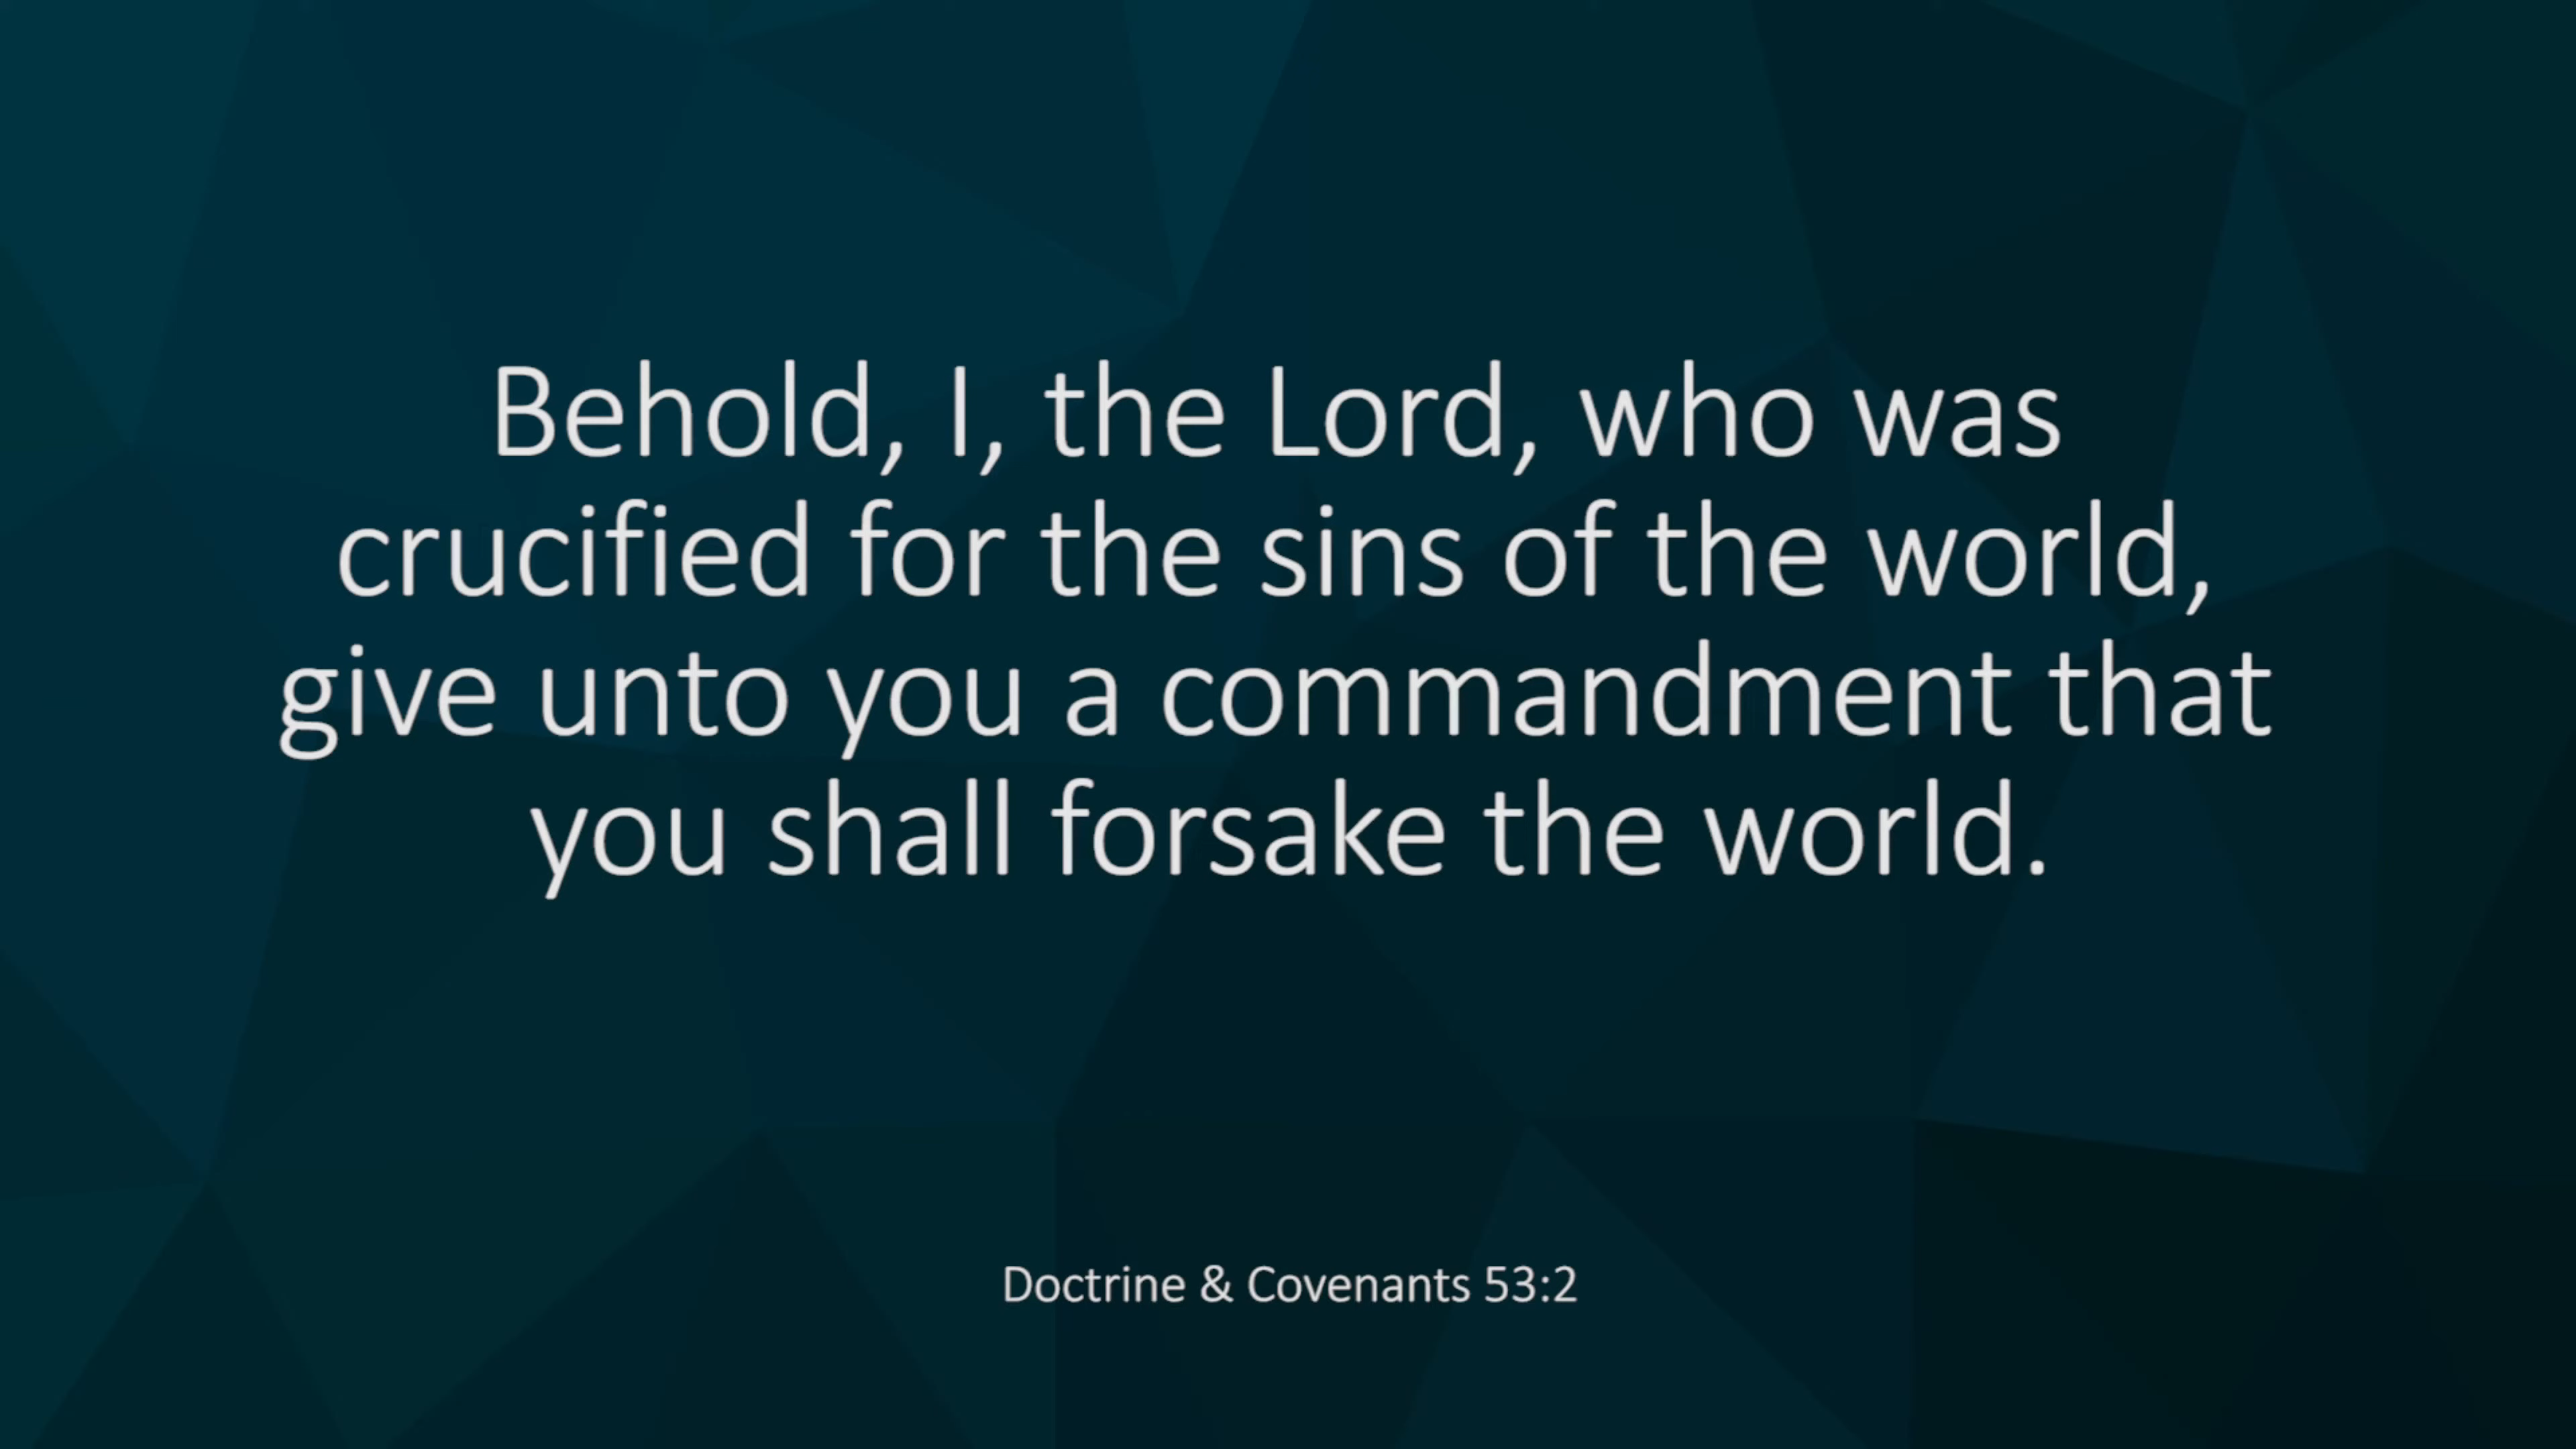 Behold, I, the Lord, who was
crucified for the sins of the world,
give unto you a commandment that
you shall forsake the world.
Doctrine & Covenants 53:2